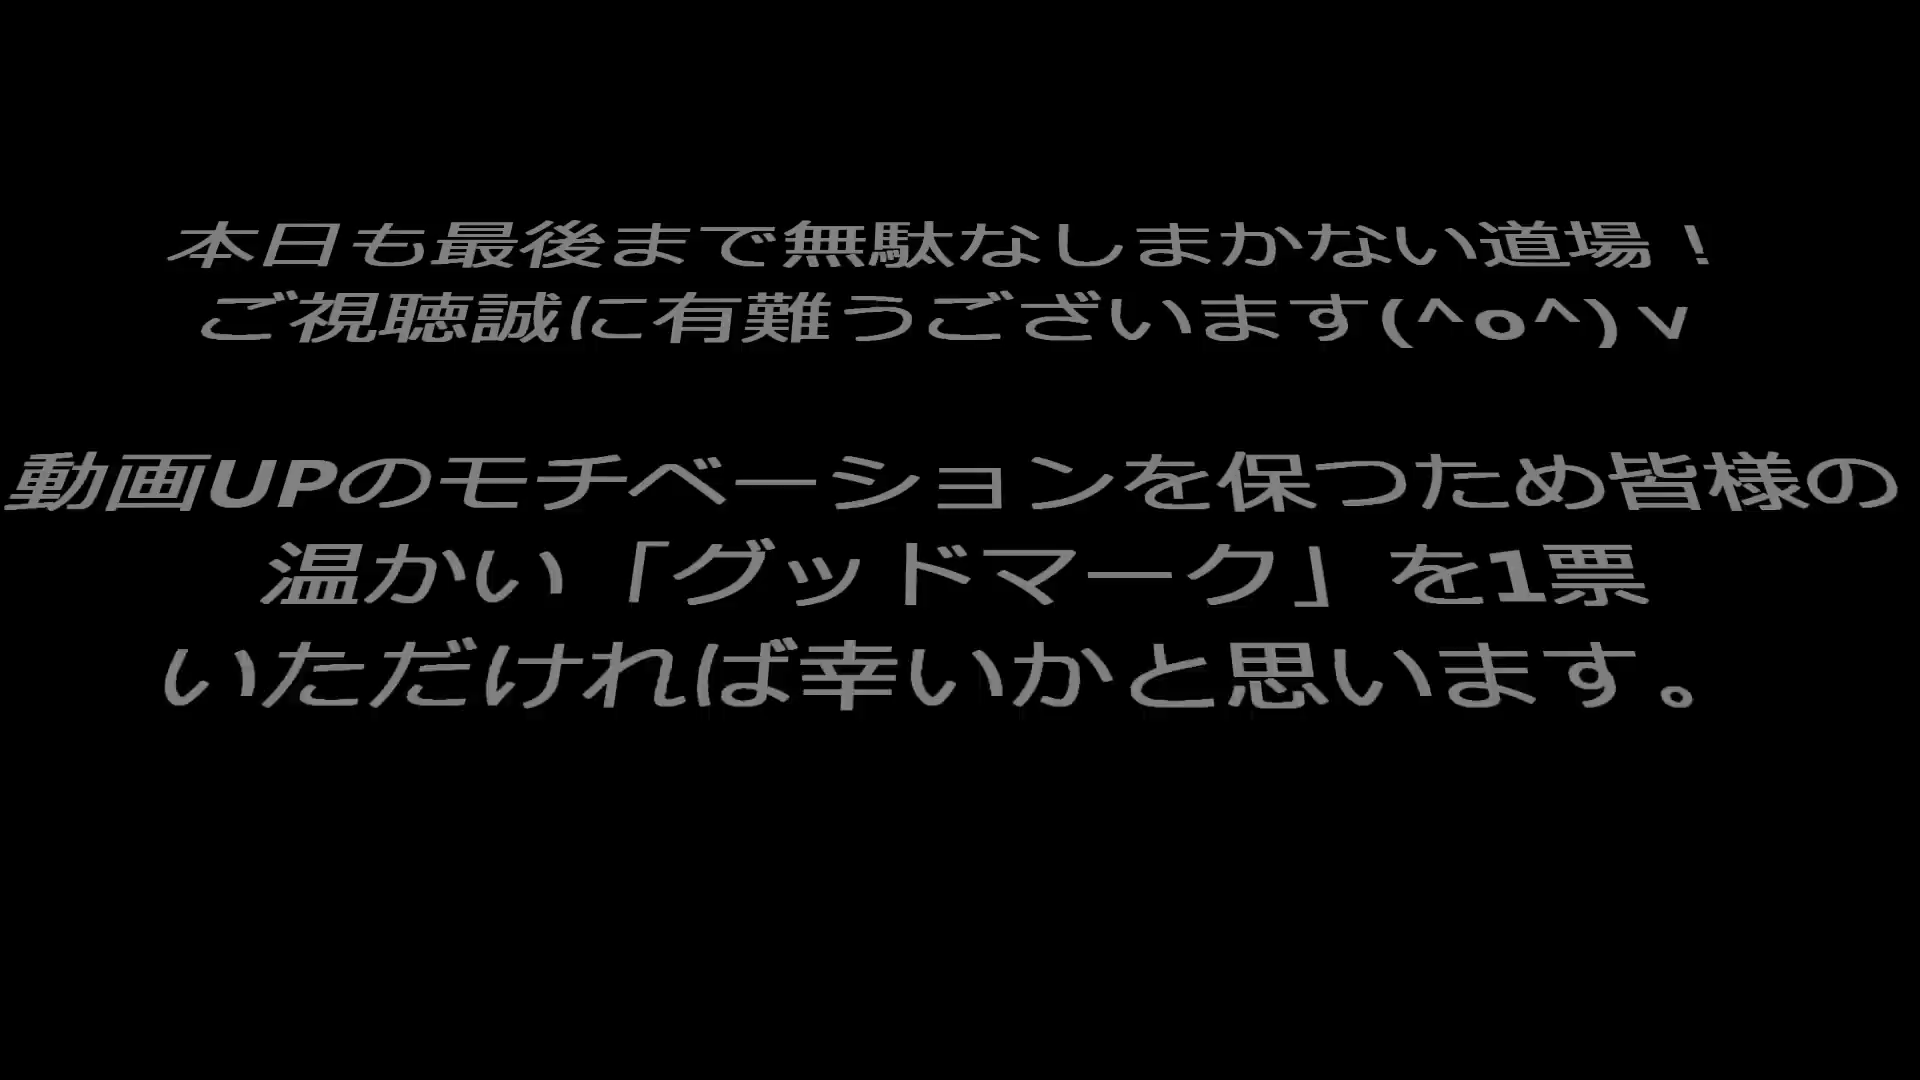 本日も最後まで無駄なしまかない道場！
ご視聴誠に有難うございます(^o^)ｖ
動画UPのモチベーションを保つため皆様の
温かい「グッドマーク」を1票
いただければ幸いかと思います。